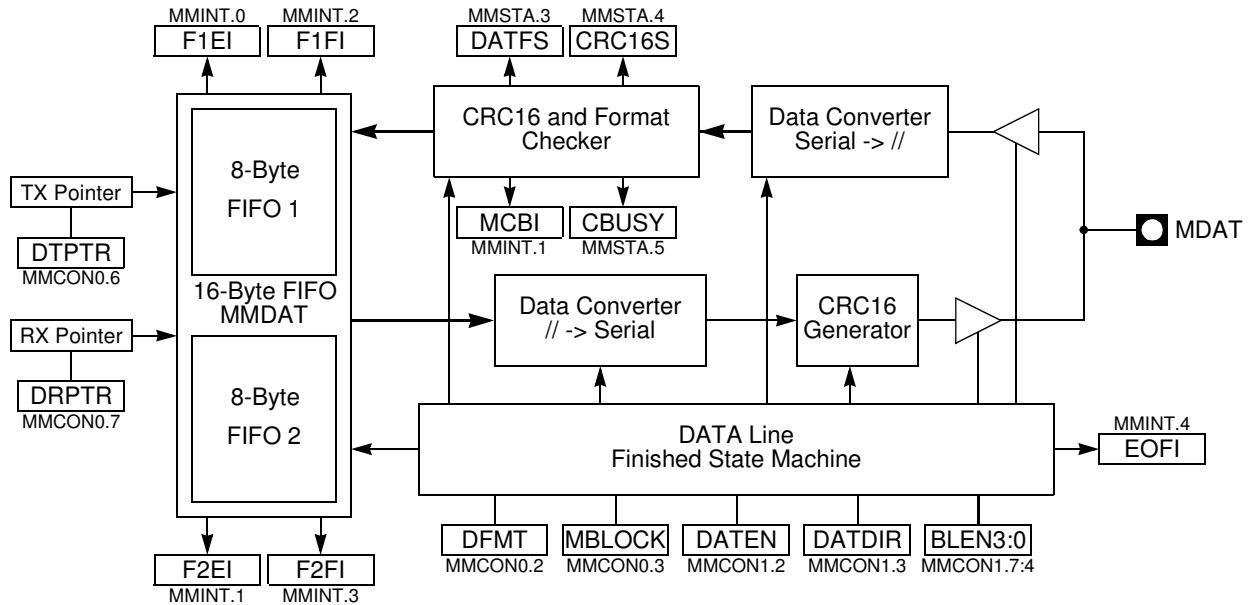 MMINT.0
F1EI
MMINT.2
F1FI
MMSTA.3
DATFS
MMSTA.4
CRC16S
8-Byte
FIFO 1
CRC16 and Format
Checker
Data Converter
Serial -> //
TX Pointer
DTPTR
MMCON0.6
MCBI
MMINT.1
CBUSY
MMSTA.5
MDAT
16-Byte FIFO
MMDAT
Data Converter
// -> Serial
CRC16
Generator
RX Pointer
DRPTR
MMCON0.7
8-Byte
FIFO 2
DATA Line
Finished State Machine
MMINT.4
EOFI
F2EI
MMINT.1
F2FI
MMINT.3
DFMT
MMCON0.2
MBLOCK
MMCON0.3
DATEN
MMCON1.2
DATDIR
MMCON1.3
BLEN3:0
MMCON1.7:4